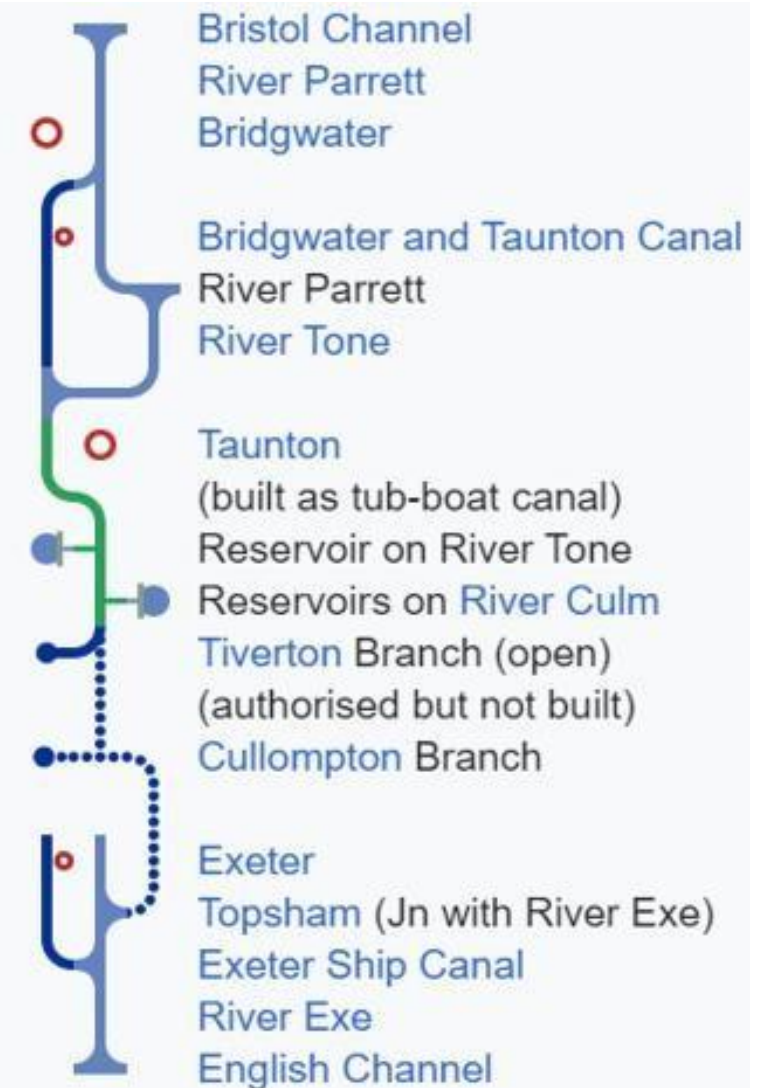 Bristol Channel
River Parrett
Bridgwater
Bridgwater and Taunton Canal
River Parrett
River Tone
Taunton
(built as tub-boat canal)
Reservoir on River Tone
Reservoirs on River Culm
Tiverton Branch (open)
(authorised but not built)
Cullompton Branch
Exeter
Topsham (Jn with River Exe)
Exeter Ship Canal
River Exe
English Channel